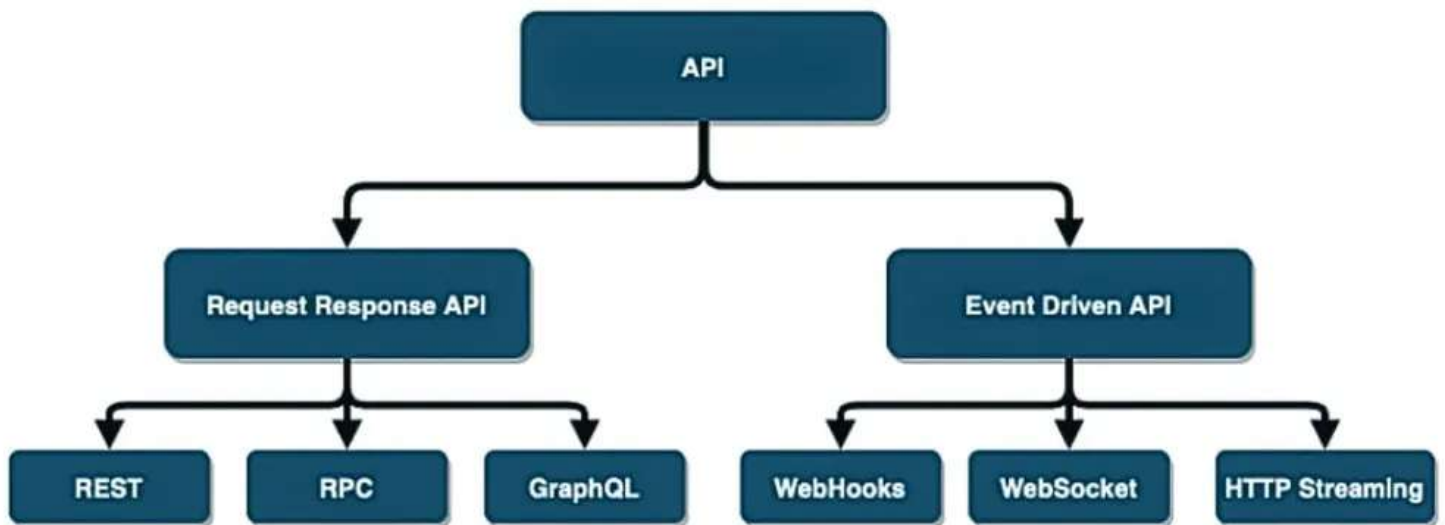 API
Request Response API
Event Driven API
REST
RPC
GraphQL
WebHooks
WebSocket
HTTP Streaming